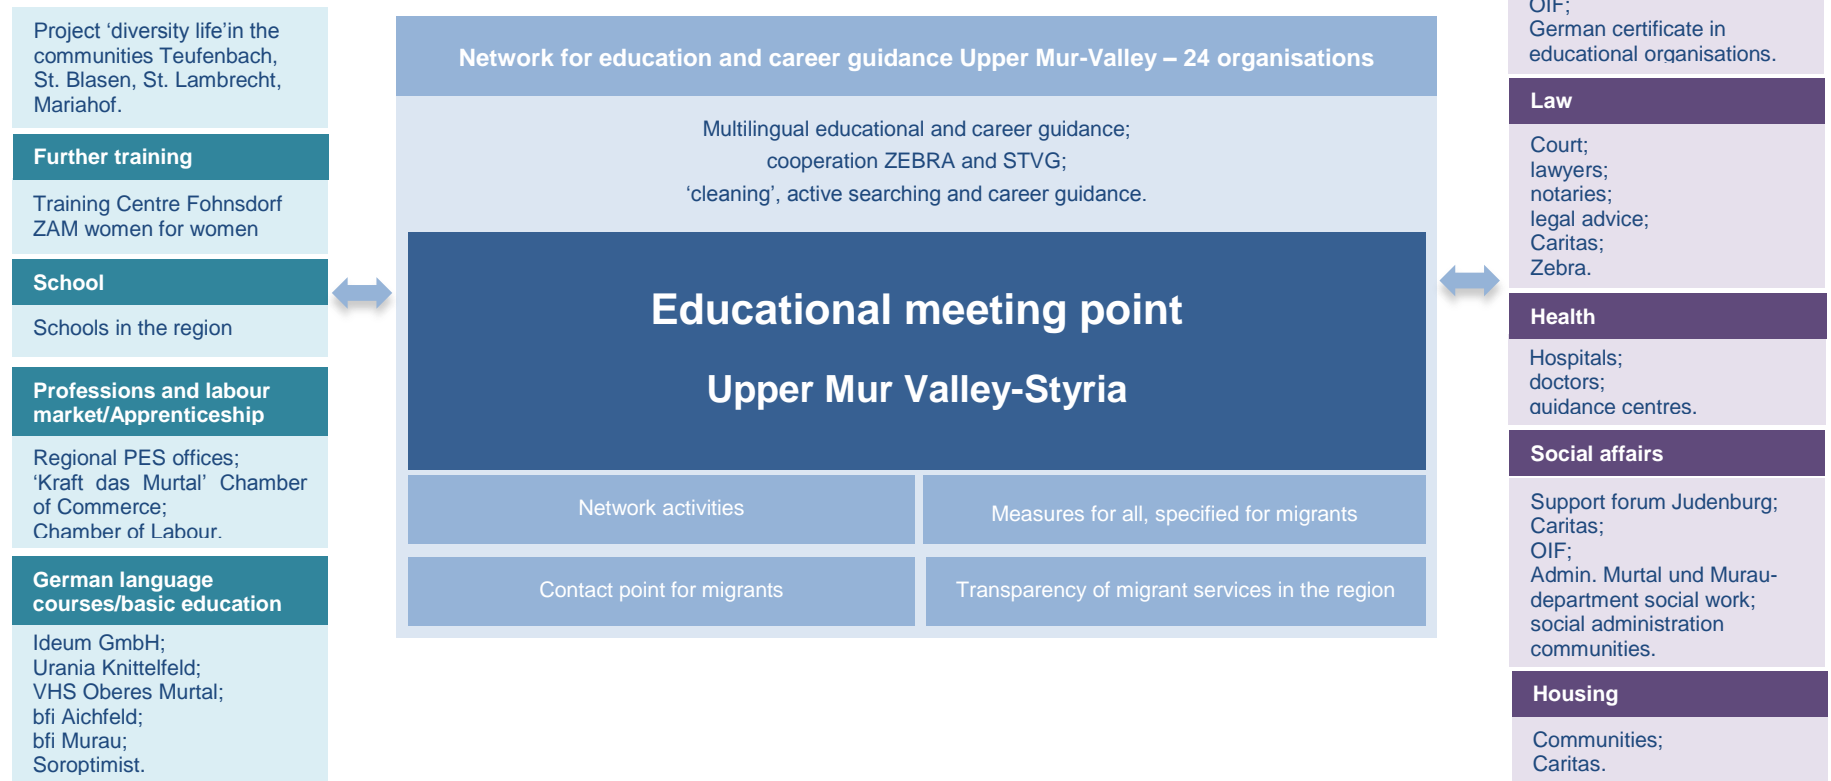 Project ‘diversity life’in the
communities Teufenbach,
St. Blasen, St. Lambrecht,
Mariahof.
Further training
Training Centre Fohnsdorf
ZAM women for women
School
Schools in the region
Professions and labour
market/Apprenticeship
Regional PES offices;
‘Kraft das Murtal’ Chamber
of Commerce;
Chamber of Labour.
German language
courses/basic education
Ideum GmbH;
Urania Knittelfeld;
VHS Oberes Murtal;
bfi Aichfeld;
bfi Murau;
Soroptimist.
Network for education and career guidance Upper Mur-Valley – 24 organisations
Multilingual educational and career guidance;
cooperation ZEBRA and STVG;
‘cleaning’, active searching and career guidance.
Educational meeting point
Upper Mur Valley-Styria
Network activities
Measures for all, specified for migrants
Contact point for migrants
Transparency of migrant services in the region
OIF;
German certificate in
educational organisations.
Law
Court;
lawyers;
notaries;
legal advice;
Caritas;
Zebra.
Health
Hospitals;
doctors;
guidance centres.
Social affairs
Support forum Judenburg;
Caritas;
OIF;
Admin. Murtal und Murau-
department social work;
social administration
communities.
Housing
Communities;
Caritas.